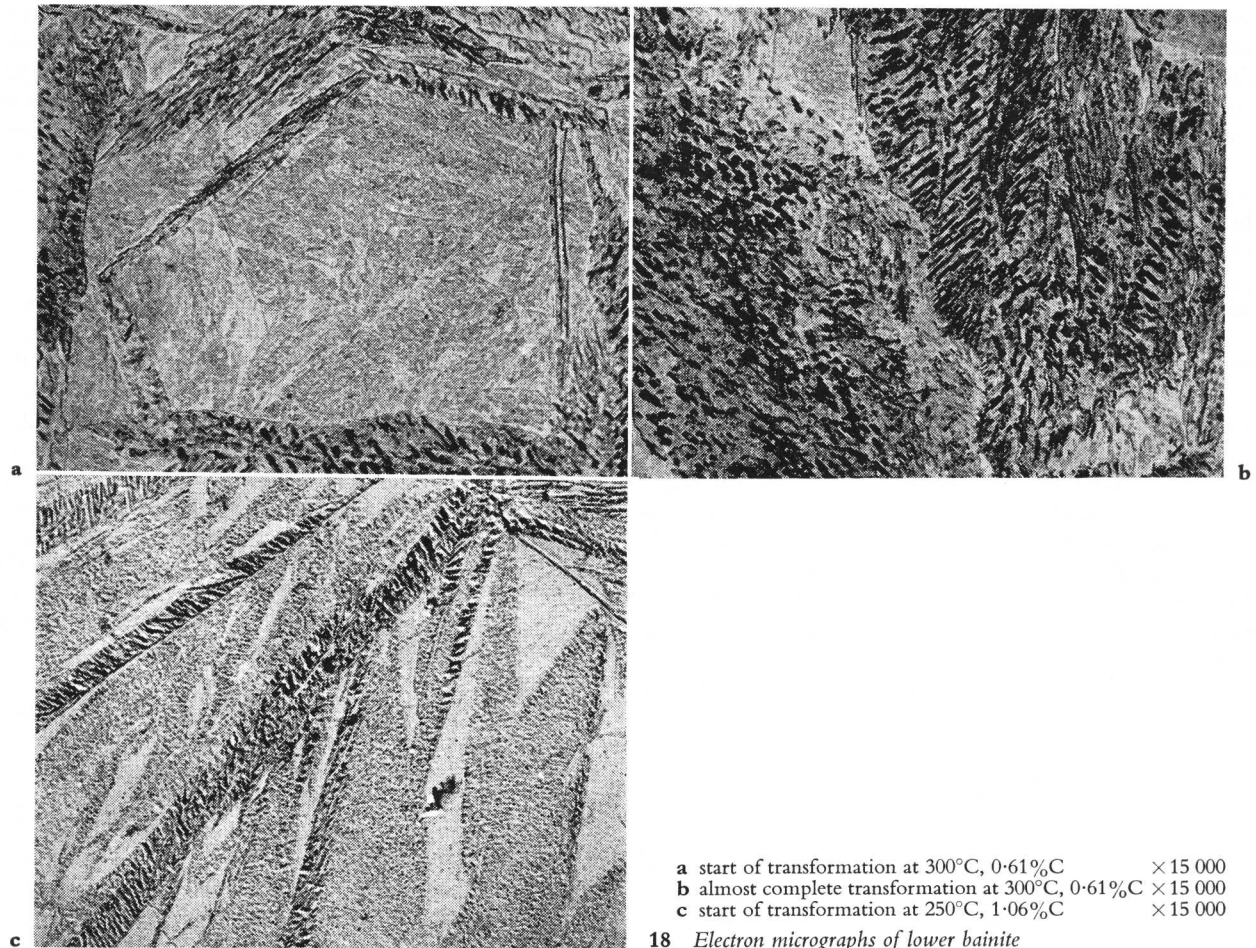 a
b
c
a start of transformation at 300°C, 0·61%C ×15 000
b almost complete transformation at 300°C, 0·61%C ×15 000
c start of transformation at 250°C, 1·06%C ×15 000
18 Electron micrographs of lower bainite